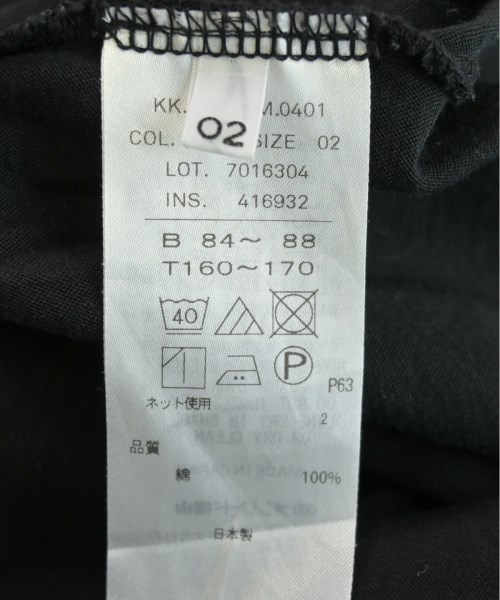 KK. M.0401
COL. SIZE 02
02
LOT. 7016304
INS. 416932
B 84～ 88
T160～170
40
P
P63
ネット使用
2
品質
綿 100%
日本製